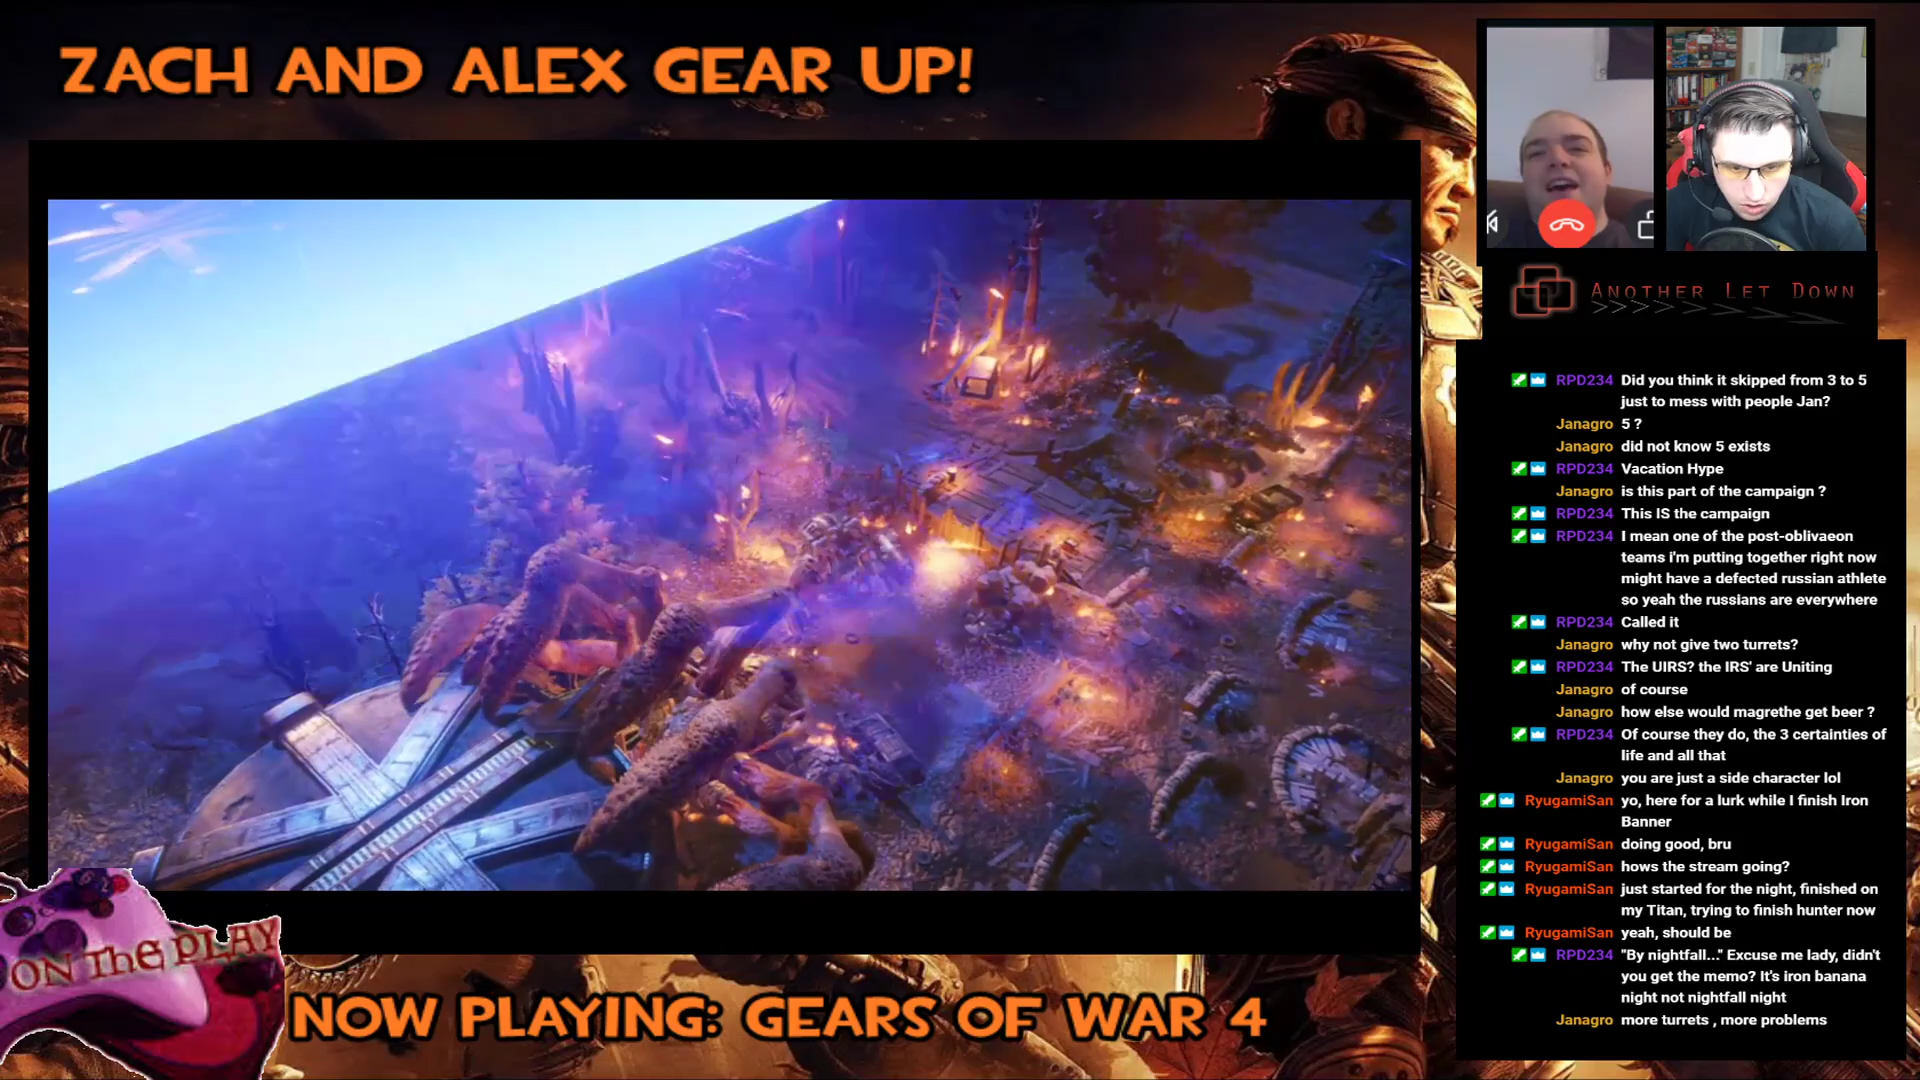 ZACH AND ALEX GEAR UP!
ANOTHER LET DOWN
RPD234 Did you think it skipped from 3 to 5
just to mess with people Jan?
Janagro 5 ?
Janagro did not know 5 exists
RPD234 Vacation Hype
Janagro is this part of the campaign ?
RPD234 This IS the campaign
RPD234 I mean one of the post-oblivaeon
teams i'm putting together right now
might have a defected russian athlete
so yeah the russians are everywhere
RPD234 Called it
Janagro why not give two turrets?
RPD234 The UIRS? the IRS' are Uniting
Janagro of course
Janagro how else would magrethe get beer ?
RPD234 Of course they do, the 3 certainties of
life and all that
Janagro you are just a side character lol
RyugamiSan yo, here for a lurk while I finish Iron
Banner
RyugamiSan doing good, bru
RyugamiSan hows the stream going?
RyugamiSan just started for the night, finished on
my Titan, trying to finish hunter now
RyugamiSan yeah, should be
RPD234 "By nightfall..." Excuse me lady, didn't
you get the memo? It's iron banana
night not nightfall night
Janagro more turrets , more problems
ON THE PLAY
NOW PLAYING: GEARS OF WAR 4